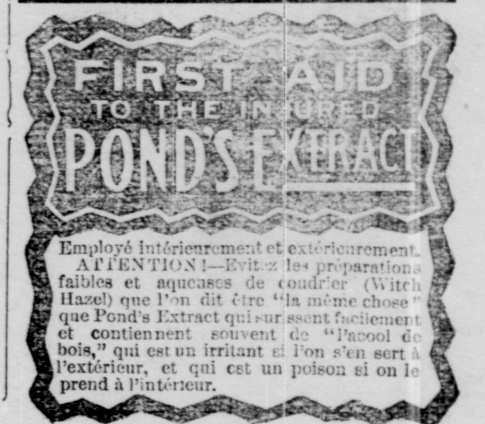 FIRST AID
TO THE INJURED
POND'S EXTRACT
Employé intérieurement et extérieurement.
ATTENTION!—Evitez les préparations
faibles et aqueuses de coudrier (Witch
Hazel) que l'on dit être "la même chose"
que Pond's Extract qui surissent facilement
et contiennent souvent de "l'acool de
bois," qui est un irritant si l'on s'en sert à
l'extérieur, et qui est un poison si on le
prend à l'intérieur.